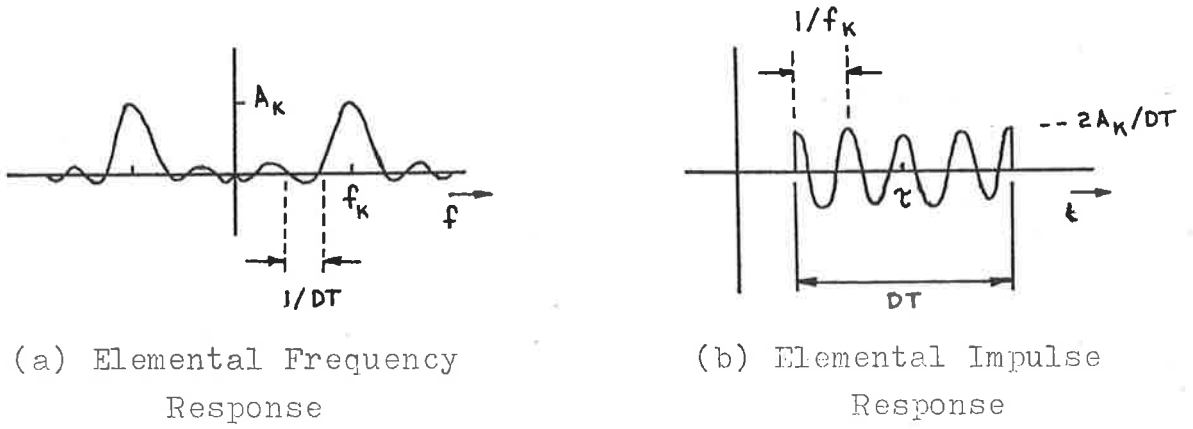 A_K
f_K
f
1/DT
(a) Elemental Frequency
Response
1/f_K
-- 2A_K/DT
τ
t
DT
(b) Elemental Impulse
Response